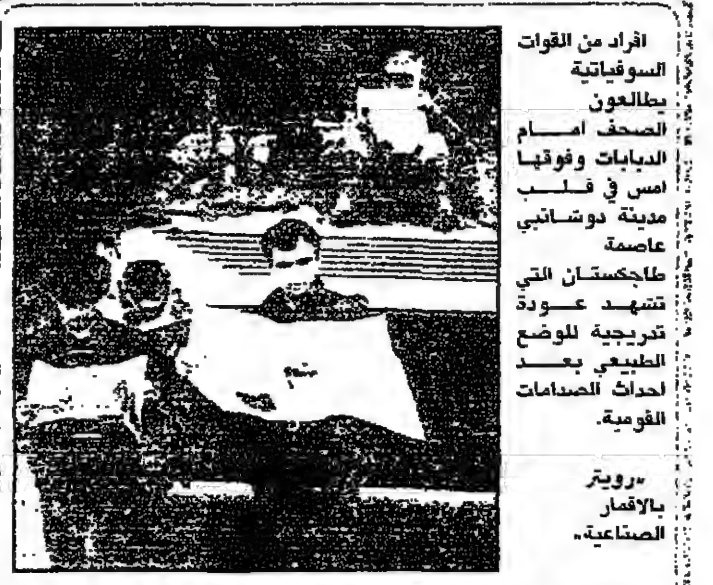 افراد من القوات
السوفياتية
يطالعون
الصحف امام
الدبابات وفوقها
امس في قلب
مدينة دوشانبي
عاصمة
طاجكستان التي
تشهد عودة
تدريجية للوضع
الطبيعي بعد
احداث الصدامات
القومية.
«رويتر
بالاقمار
الصناعية»